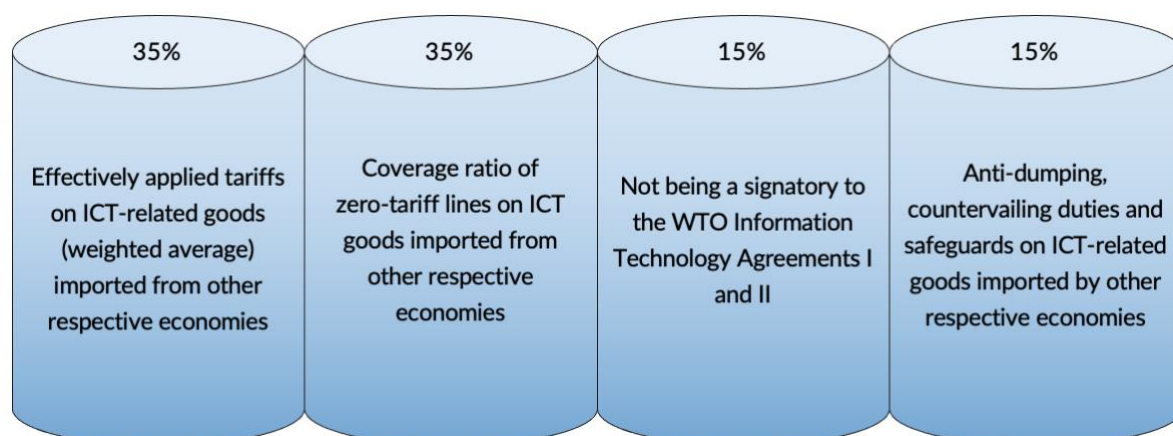 35%
Effectively applied tariffs
on ICT-related goods
(weighted average)
imported from other
respective economies
35%
Coverage ratio of
zero-tariff lines on ICT
goods imported from
other respective
economies
15%
Not being a signatory to
the WTO Information
Technology Agreements I
and II
15%
Anti-dumping,
countervailing duties and
safeguards on ICT-related
goods imported by other
respective economies